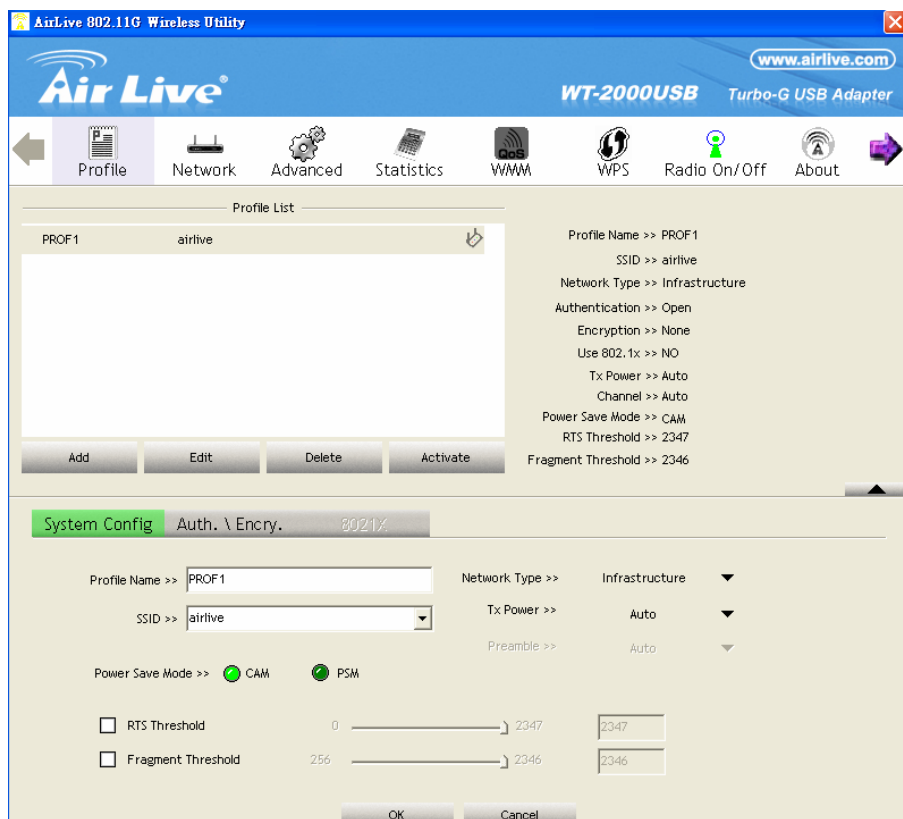 AirLive 802.11G Wireless Utility
www.airlive.com
Air Live®
WT-2000USB Turbo-G USB Adapter
Profile Network Advanced Statistics QoS WMM WPS Radio On/Off About
Profile List
PROF1 airlive
Add Edit Delete Activate
Profile Name >> PROF1
SSID >> airlive
Network Type >> Infrastructure
Authentication >> Open
Encryption >> None
Use 802.1x >> NO
Tx Power >> Auto
Channel >> Auto
Power Save Mode >> CAM
RTS Threshold >> 2347
Fragment Threshold >> 2346
System Config Auth. \ Encry. 8021X
Profile Name >> PROF1 Network Type >> Infrastructure
SSID >> airlive Tx Power >> Auto
Preamble >> Auto
Power Save Mode >> CAM PSM
RTS Threshold 0 2347 2347
Fragment Threshold 256 2346 2346
OK Cancel